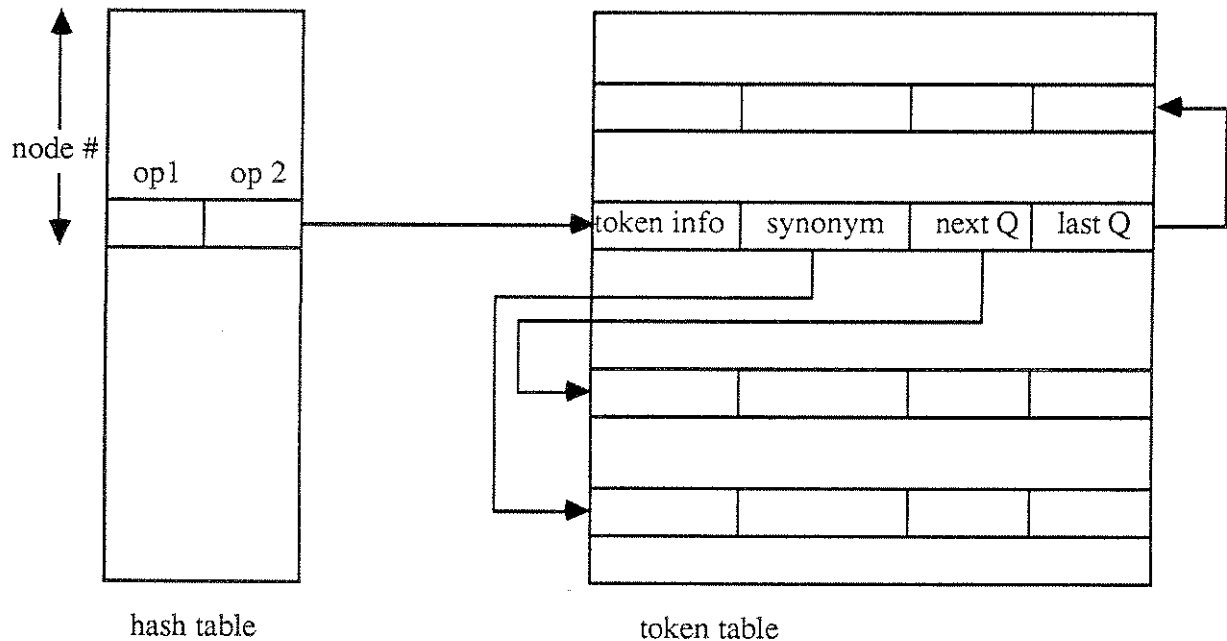 node #
op1 op 2
token info synonym next Q last Q
hash table
token table